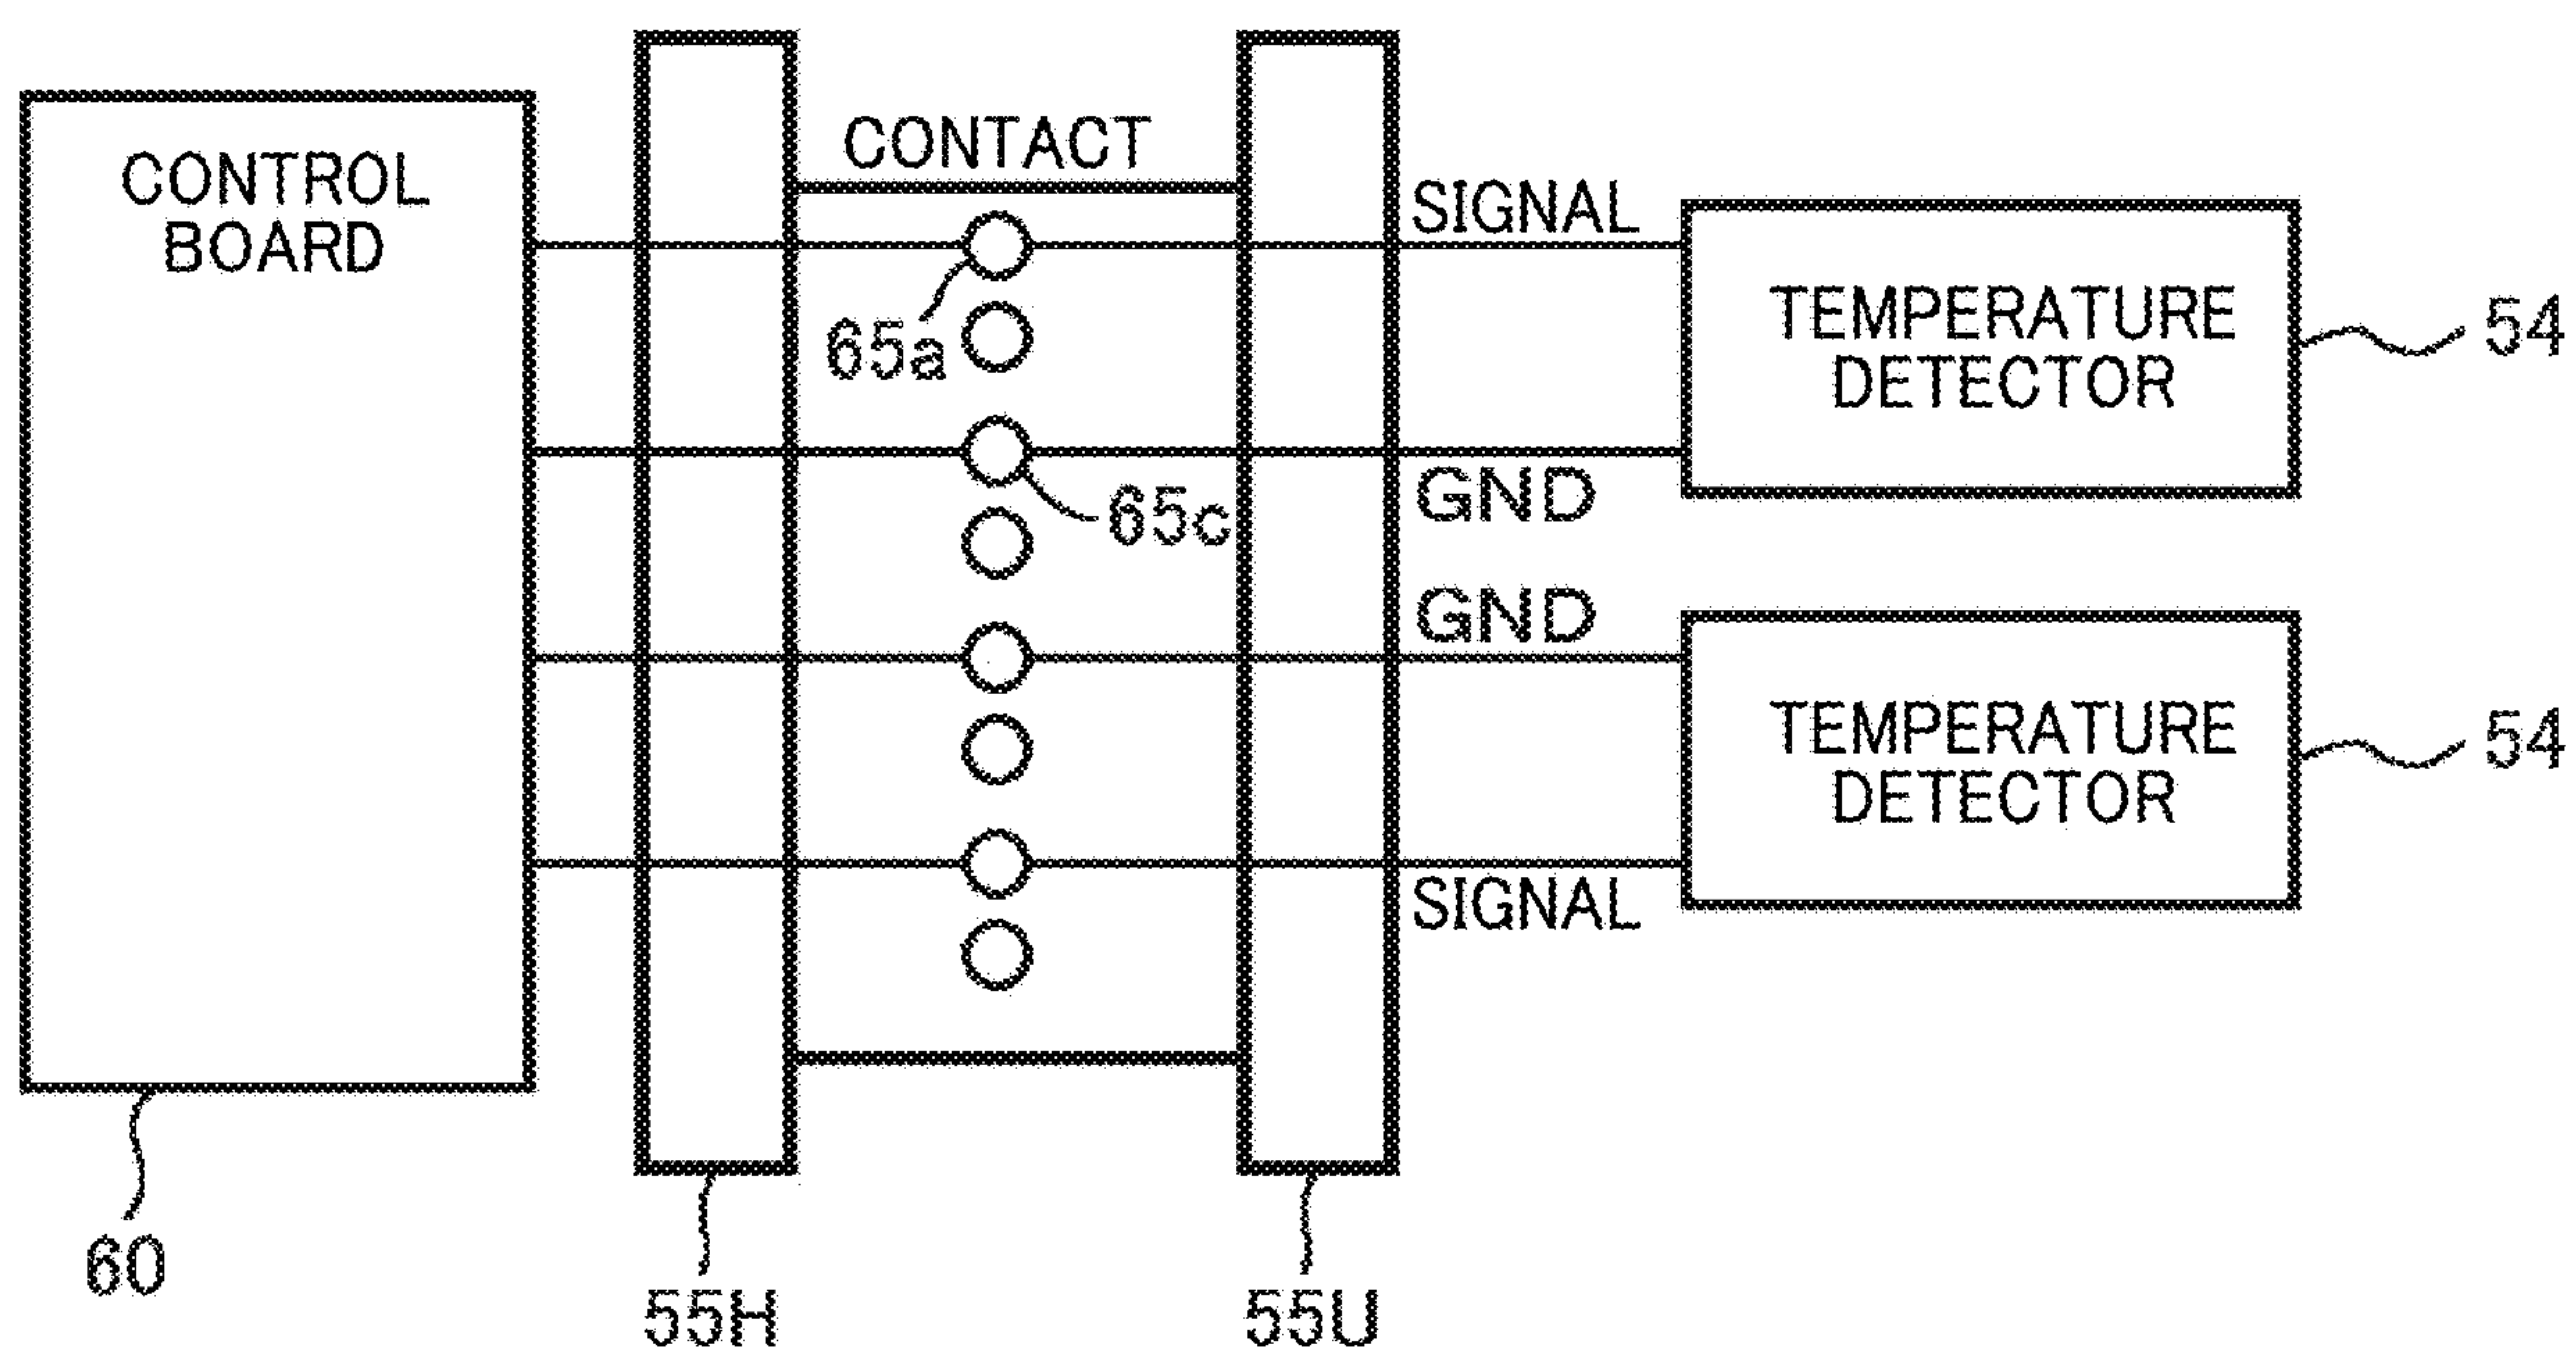 CONTROL
BOARD
CONTACT
SIGNAL
65a
TEMPERATURE
DETECTOR
54
65c
GND
GND
TEMPERATURE
DETECTOR
54
SIGNAL
60
55H
55U